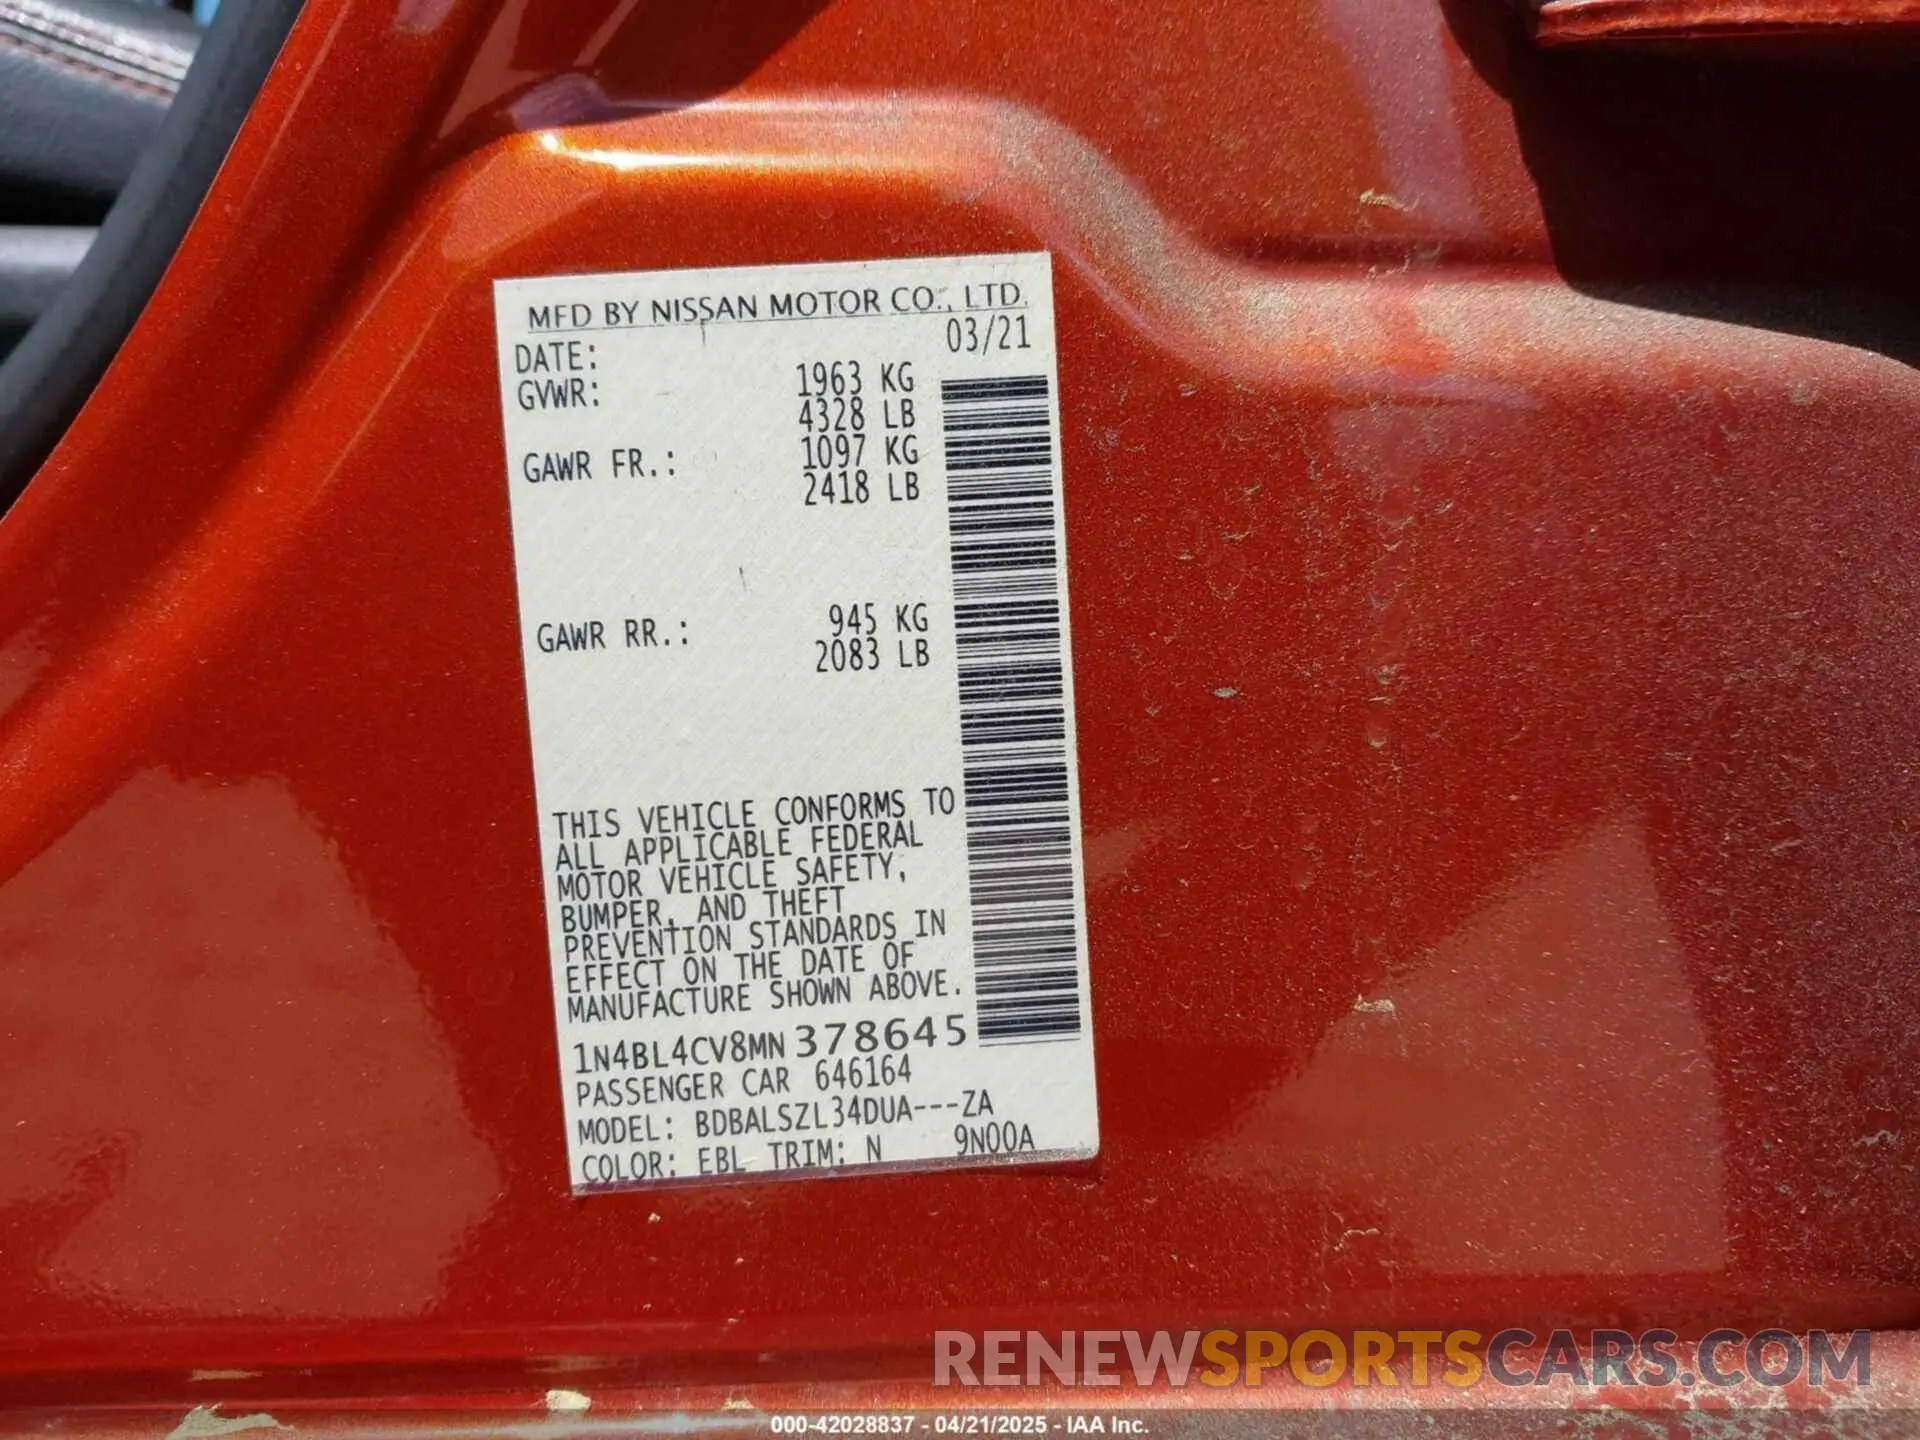 MFD BY NISSAN MOTOR CO., LTD.
DATE: 03/21
GVWR: 1963 KG
4328 LB
GAWR FR.: 1097 KG
2418 LB
GAWR RR.: 945 KG
2083 LB
THIS VEHICLE CONFORMS TO
ALL APPLICABLE FEDERAL
MOTOR VEHICLE SAFETY,
BUMPER, AND THEFT
PREVENTION STANDARDS IN
EFFECT ON THE DATE OF
MANUFACTURE SHOWN ABOVE.
1N4BL4CV8MN378645
PASSENGER CAR 646164
MODEL: BDBALSZL34DUA---ZA
COLOR: EBL TRIM: N 9N00A
RENEWSPORTSCARS.COM
000-42028837 - 04/21/2025 - IAA Inc.